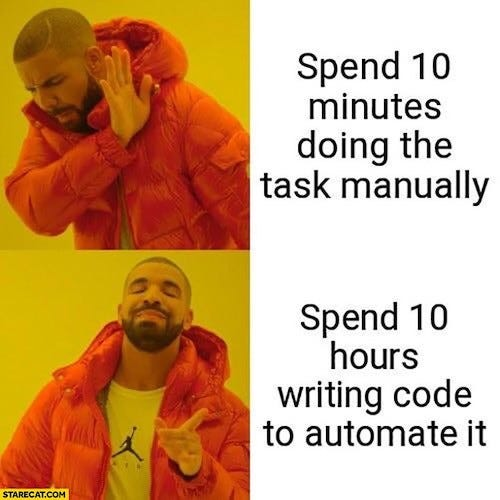 Spend 10
minutes
doing the
task manually
Spend 10
hours
writing code
to automate it
STARECAT.COM